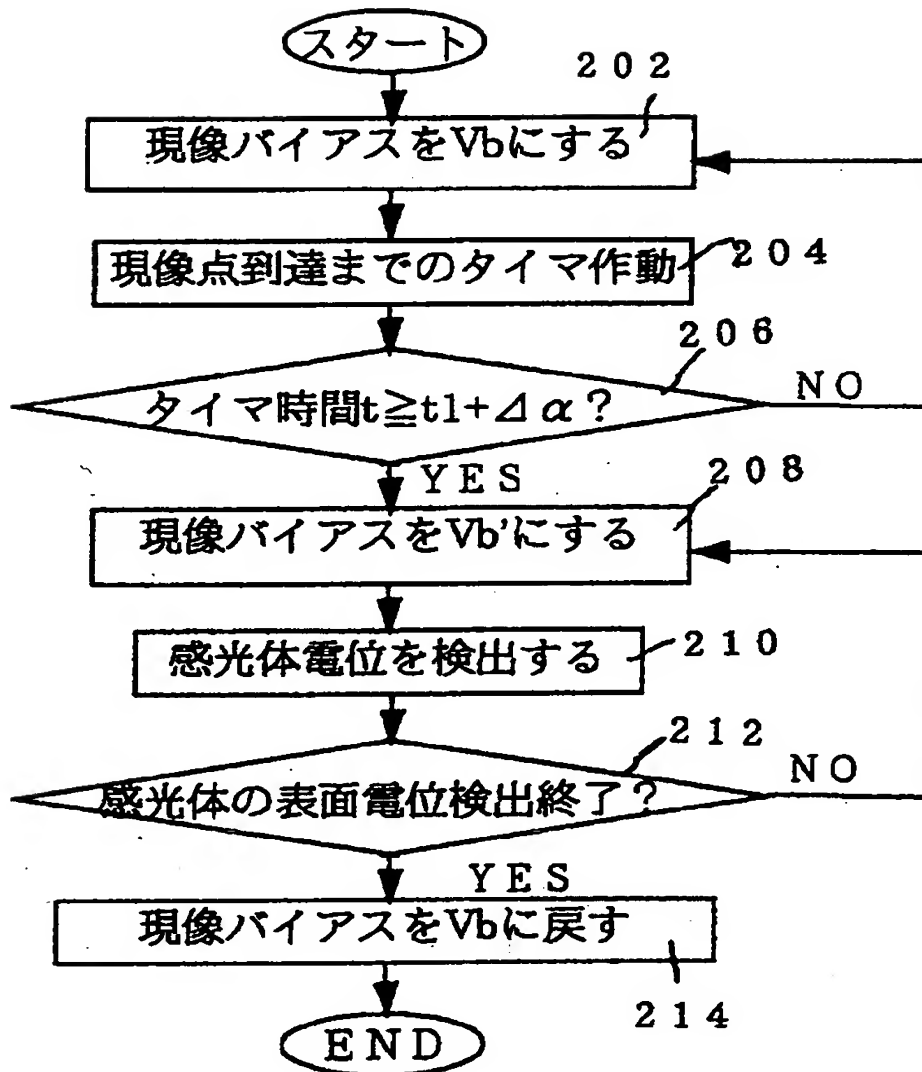 スタート
202
現像バイアスをVbにする
現像点到達までのタイマ作動
204
206
タイマ時間t≧t1+Δα?
NO
YES
208
現像バイアスをVb'にする
感光体電位を検出する
210
212
感光体の表面電位検出終了?
NO
YES
現像バイアスをVbに戻す
214
END